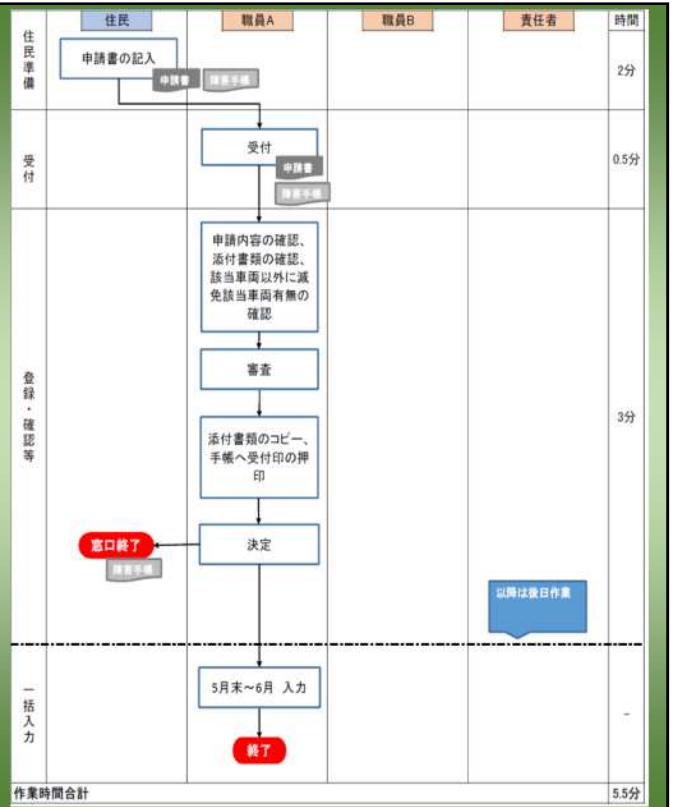 住民
職員A
職員B
責任者
時間
住民準備
申請書の記入
申請書
障害手帳
2分
受付
受付
申請書
障害手帳
0.5分
登録・確認等
申請内容の確認、
添付書類の確認、
該当車両以外に減
免該当車両有無の
確認
審査
添付書類のコピー、
手帳へ受付印の押
印
決定
窓口終了
障害手帳
3分
以降は後日作業
一括入力
5月末～6月 入力
終了
-
作業時間合計
5.5分